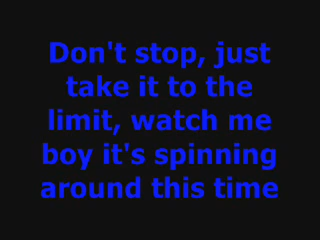 Don't stop, just
take it to the
limit, watch me
boy it's spinning
around this time